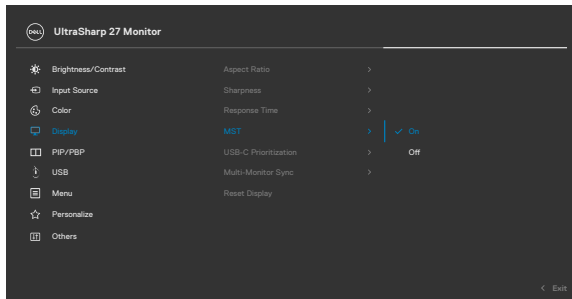 DELL UltraSharp 27 Monitor
Brightness/Contrast Aspect Ratio
Input Source Sharpness
Color Response Time
Display MST On
PIP/PBP USB-C Prioritization Off
USB Multi-Monitor Sync
Menu Reset Display
Personalize
Others
Exit